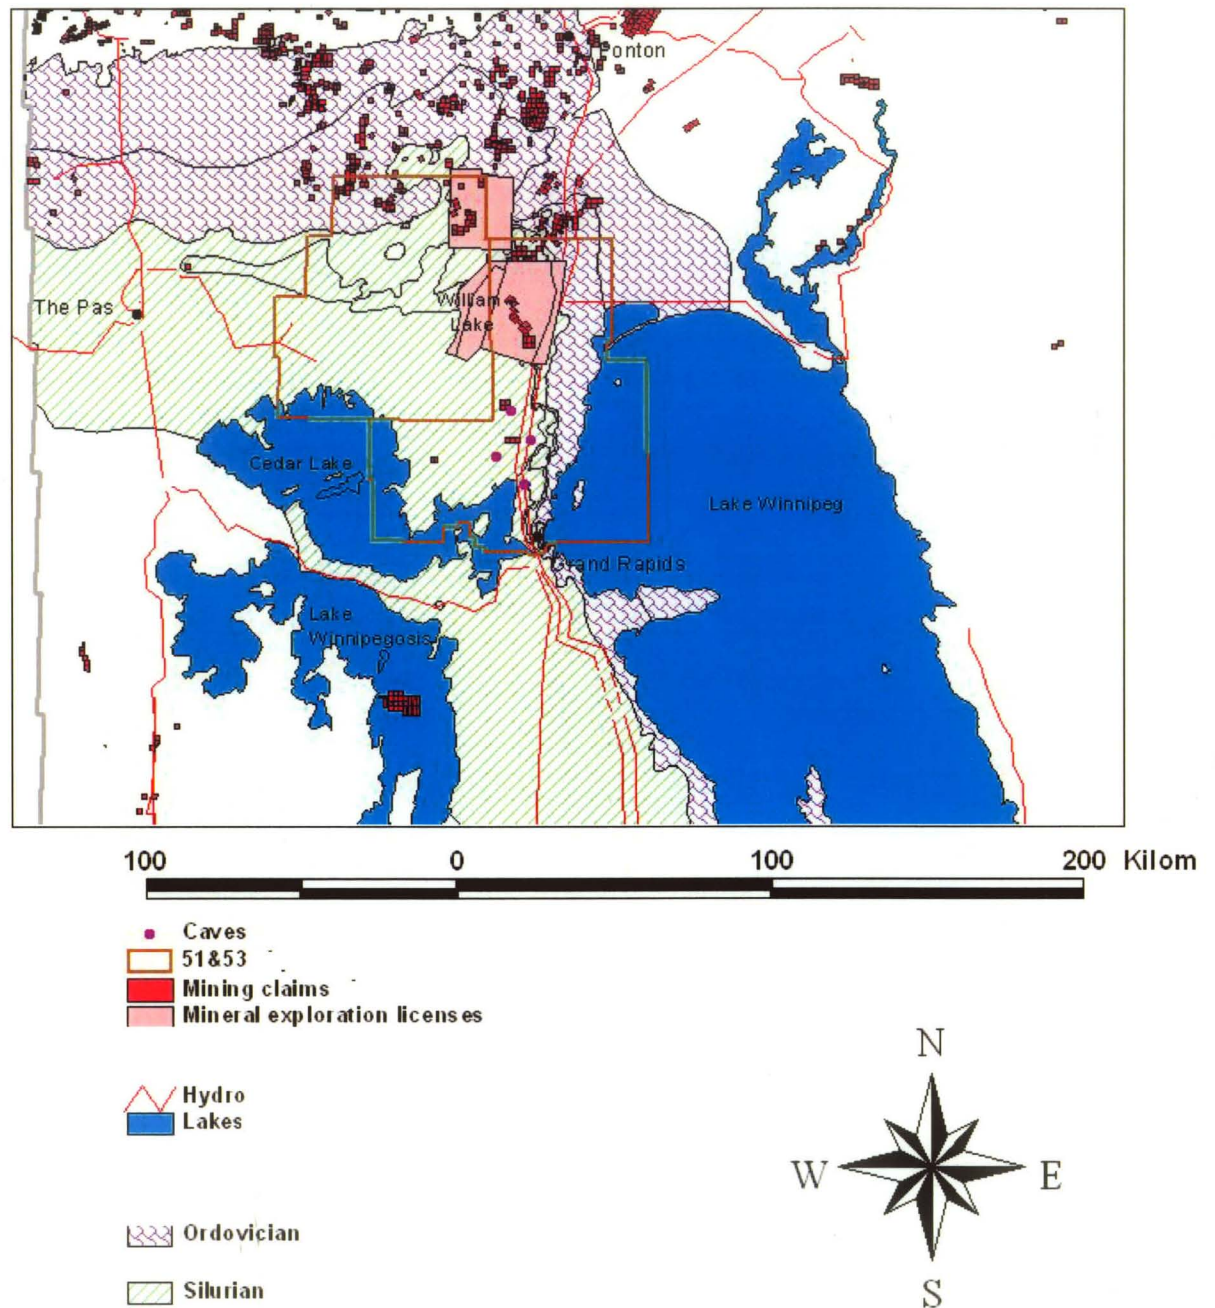 Ponton
The Pas
William
Lake
Cedar Lake
Lake Winnipeg
Grand Rapids
Lake
Winnipegosis
100 0 100 200 Kilom
Caves
51&53
Mining claims
Mineral exploration licenses
Hydro
Lakes
Ordovician
Silurian
N
W E
S